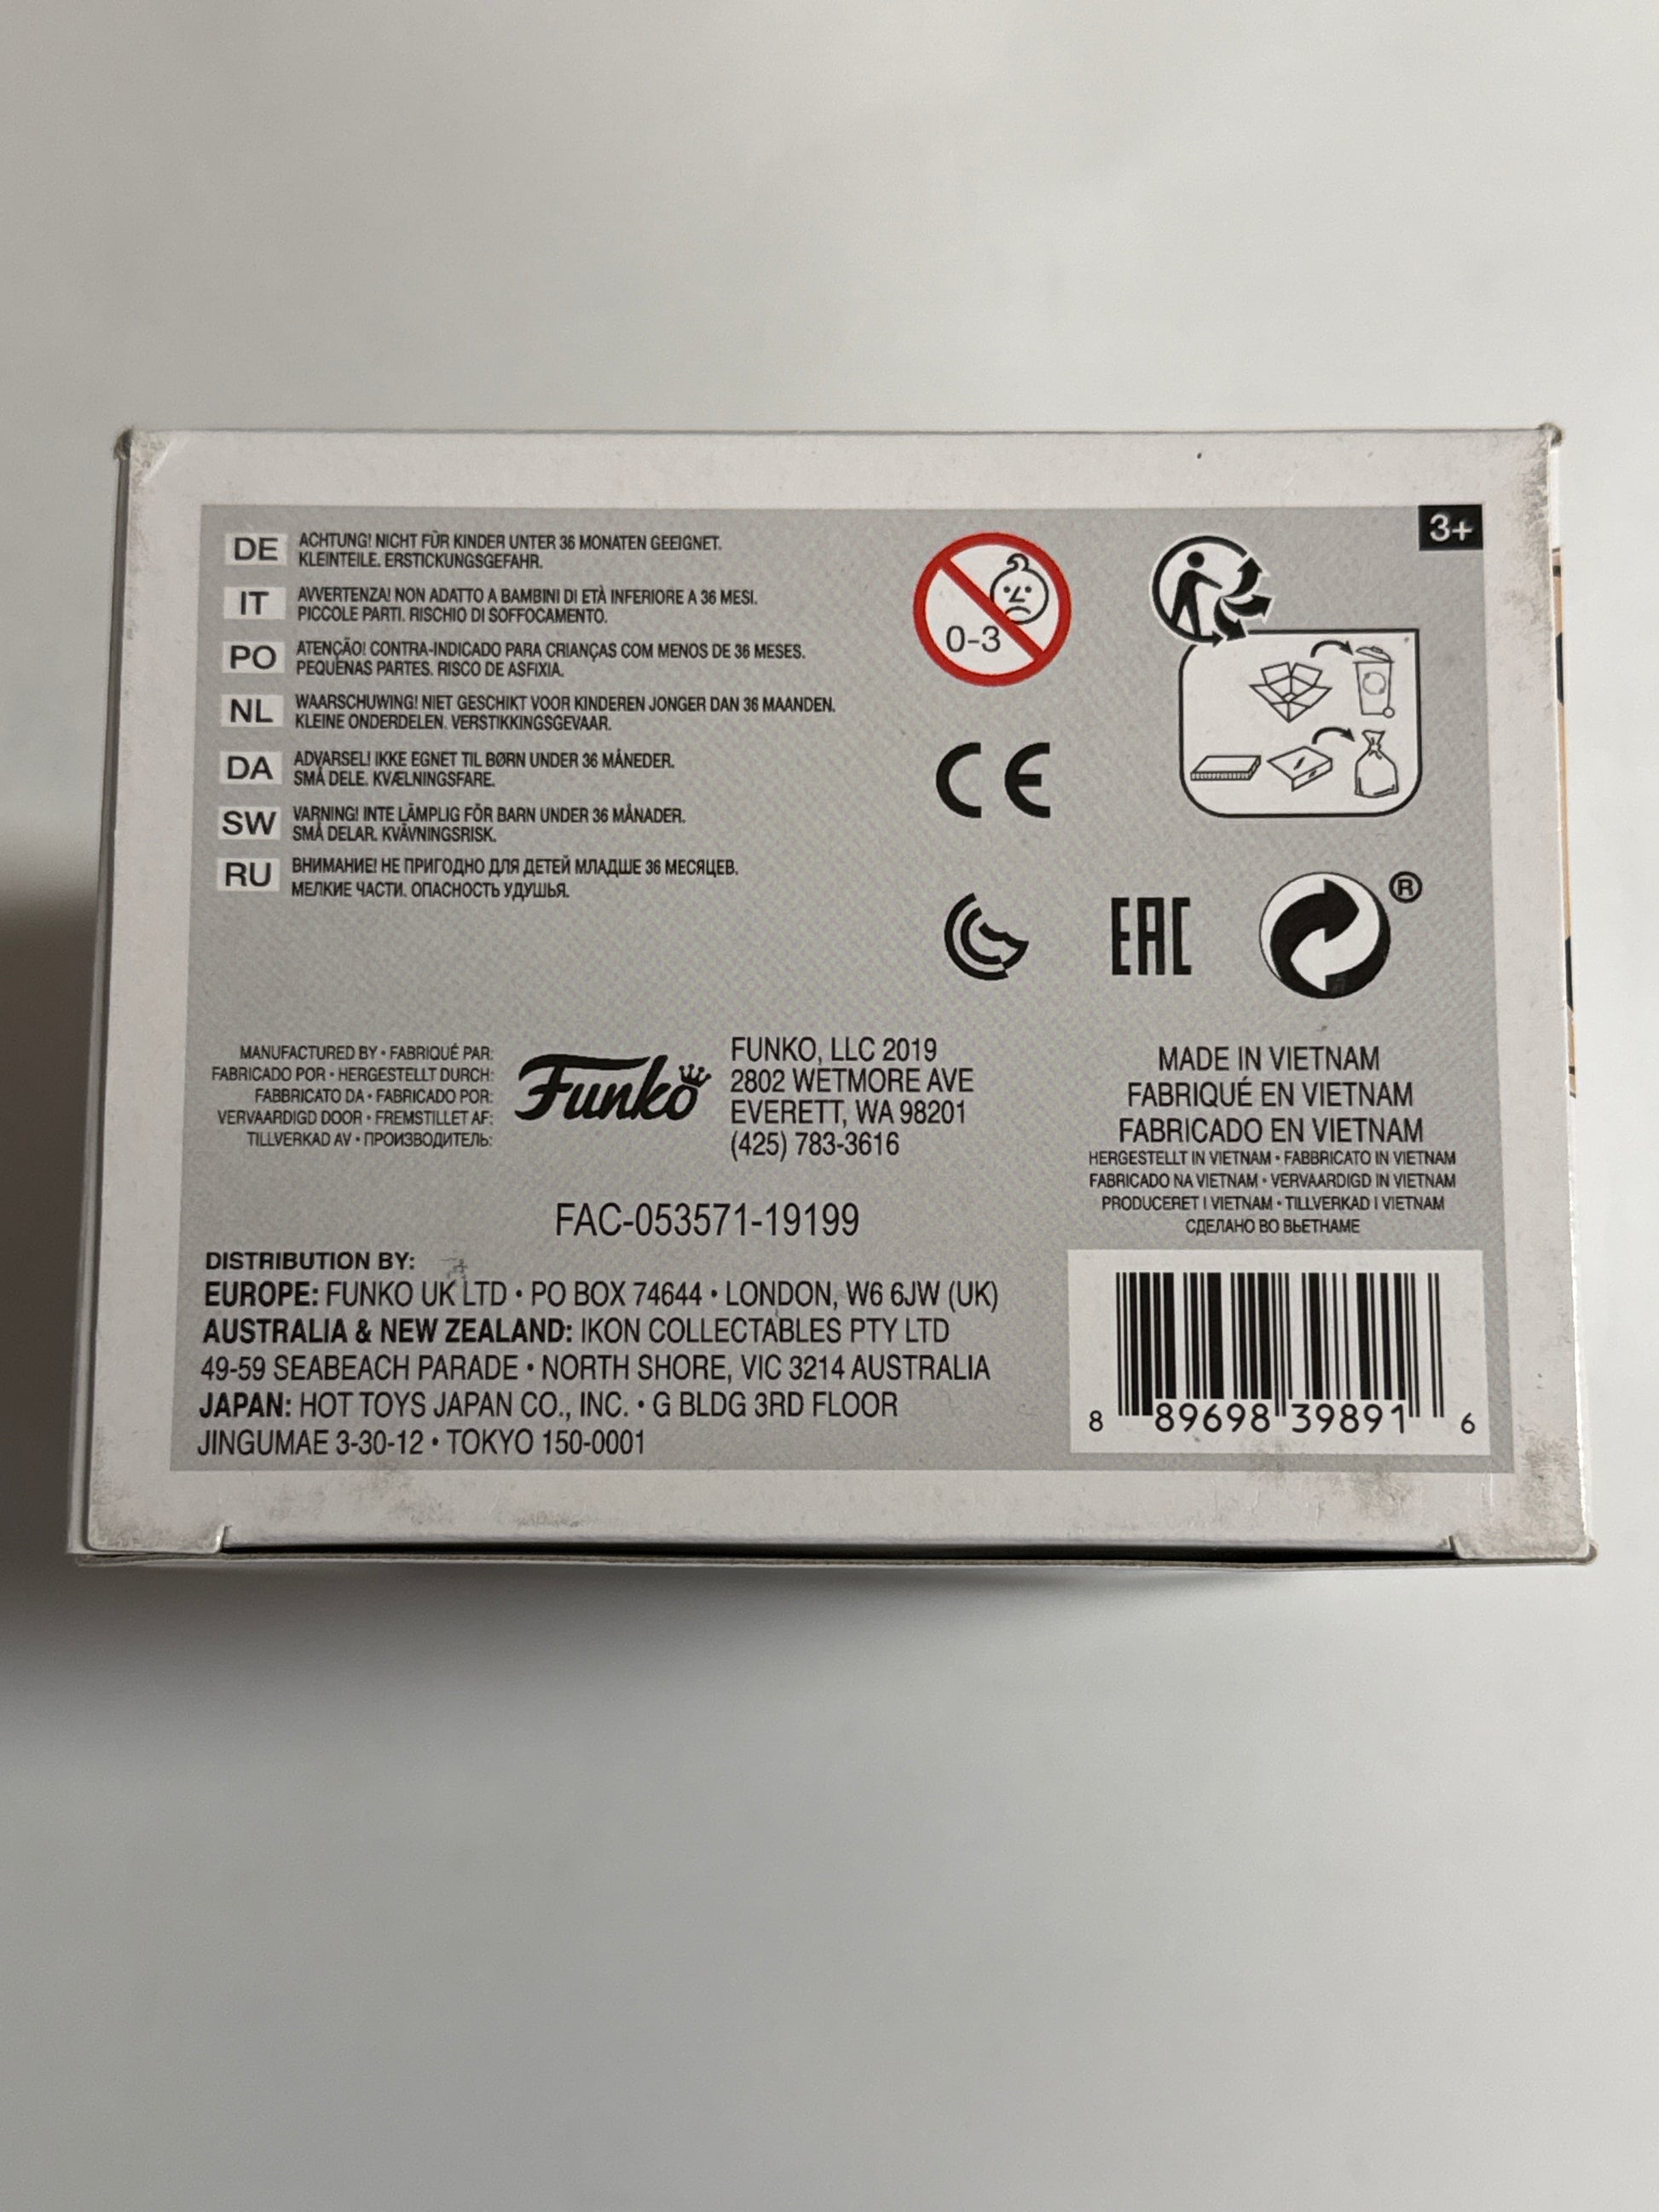 3+
DE ACHTUNG! NICHT FÜR KINDER UNTER 36 MONATEN GEEIGNET.
KLEINTEILE. ERSTICKUNGSGEFAHR.
IT AVVERTENZA! NON ADATTO A BAMBINI DI ETÀ INFERIORE A 36 MESI.
PICCOLE PARTI. RISCHIO DI SOFFOCAMENTO.
PO ATENÇÃO! CONTRA-INDICADO PARA CRIANÇAS COM MENOS DE 36 MESES.
PEQUENAS PARTES. RISCO DE ASFIXIA.
NL WAARSCHUWING! NIET GESCHIKT VOOR KINDEREN JONGER DAN 36 MAANDEN.
KLEINE ONDERDELEN. VERSTIKKINGSGEVAAR.
DA ADVARSEL! IKKE EGNET TIL BØRN UNDER 36 MÅNEDER.
SMÅ DELE. KVÆLNINGSFARE.
SW VARNING! INTE LÄMPLIG FÖR BARN UNDER 36 MÅNADER.
SMÅ DELAR. KVÄVNINGSRISK.
RU ВНИМАНИЕ! НЕ ПРИГОДНО ДЛЯ ДЕТЕЙ МЛАДШЕ 36 МЕСЯЦЕВ.
МЕЛКИЕ ЧАСТИ. ОПАСНОСТЬ УДУШЬЯ.
0-3
CE
EAC
®
MANUFACTURED BY • FABRIQUÉ PAR:
FABRICADO POR • HERGESTELLT DURCH:
FABBRICATO DA • FABRICADO POR:
VERVAARDIGD DOOR • FREMSTILLET AF:
TILLVERKAD AV • ПРОИЗВОДИТЕЛЬ:
Funko
FUNKO, LLC 2019
2802 WETMORE AVE
EVERETT, WA 98201
(425) 783-3616
MADE IN VIETNAM
FABRIQUÉ EN VIETNAM
FABRICADO EN VIETNAM
HERGESTELLT IN VIETNAM • FABBRICATO IN VIETNAM
FABRICADO NA VIETNAM • VERVAARDIGD IN VIETNAM
PRODUCERET I VIETNAM • TILLVERKAD I VIETNAM
СДЕЛАНО ВО ВЬЕТНАМЕ
FAC-053571-19199
DISTRIBUTION BY:
EUROPE: FUNKO UK LTD • PO BOX 74644 • LONDON, W6 6JW (UK)
AUSTRALIA & NEW ZEALAND: IKON COLLECTABLES PTY LTD
49-59 SEABEACH PARADE • NORTH SHORE, VIC 3214 AUSTRALIA
JAPAN: HOT TOYS JAPAN CO., INC. • G BLDG 3RD FLOOR
JINGUMAE 3-30-12 • TOKYO 150-0001
8 89698 39891 6